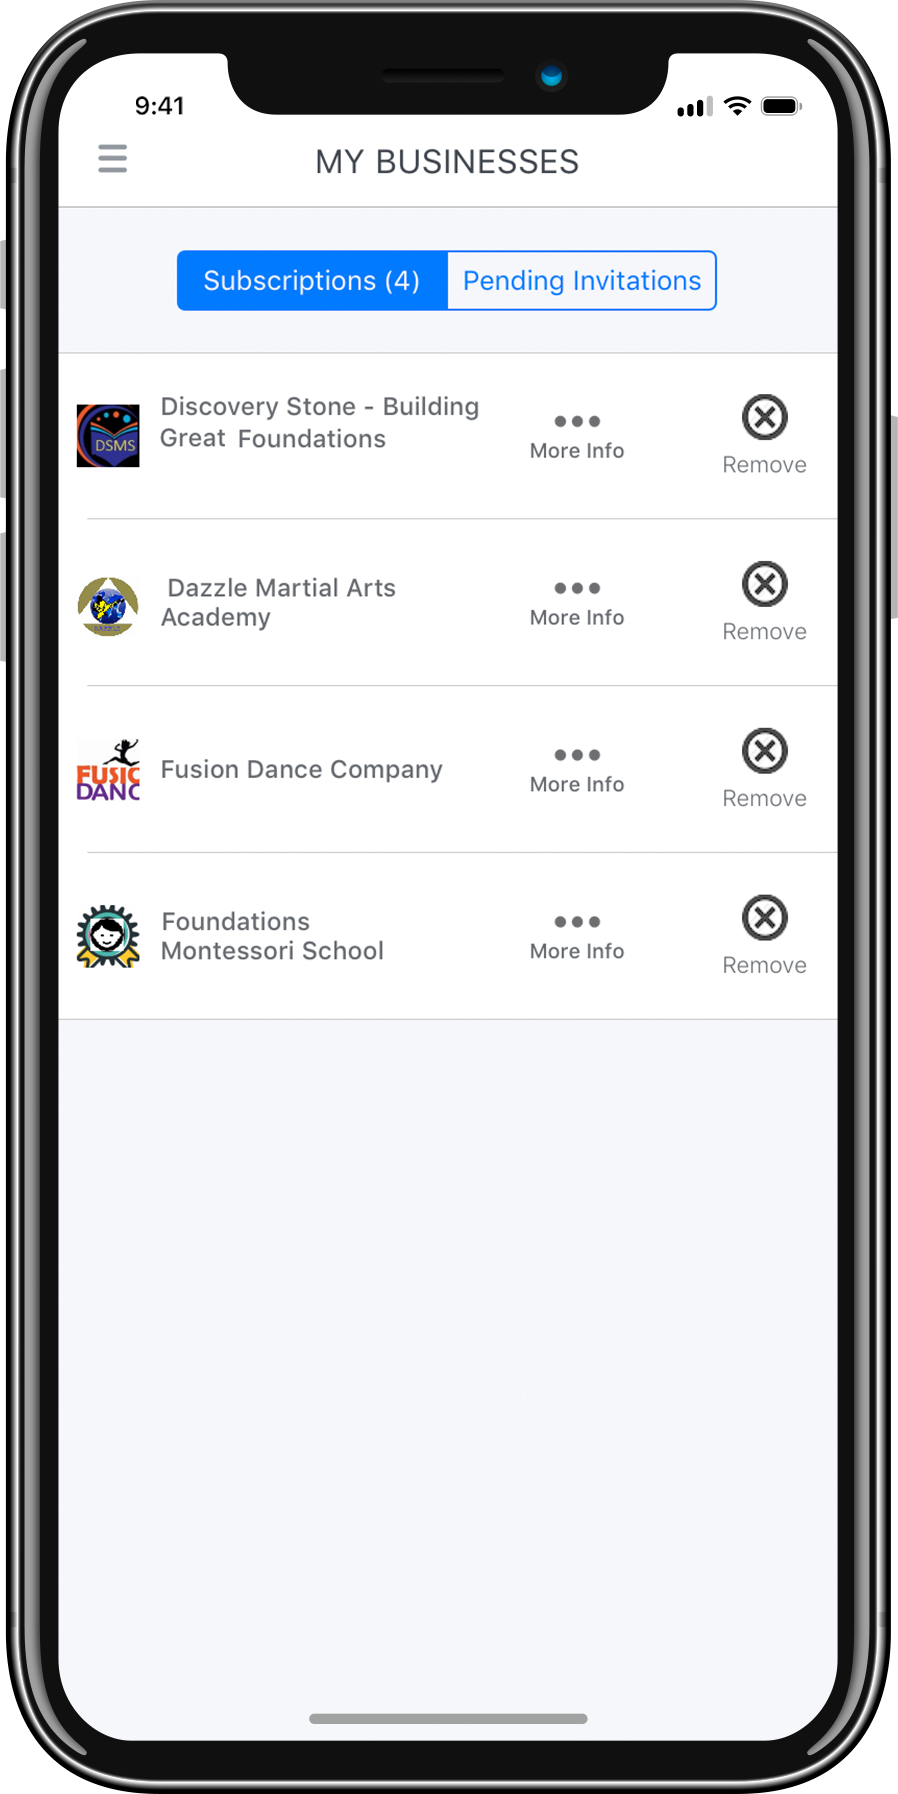 9:41
MY BUSINESSES
Subscriptions (4)
Pending Invitations
DSMS
Discovery Stone - Building
Great Foundations
More Info
Remove
Dazzle Martial Arts
Academy
More Info
Remove
FUSIC
DANC
Fusion Dance Company
More Info
Remove
Foundations
Montessori School
More Info
Remove